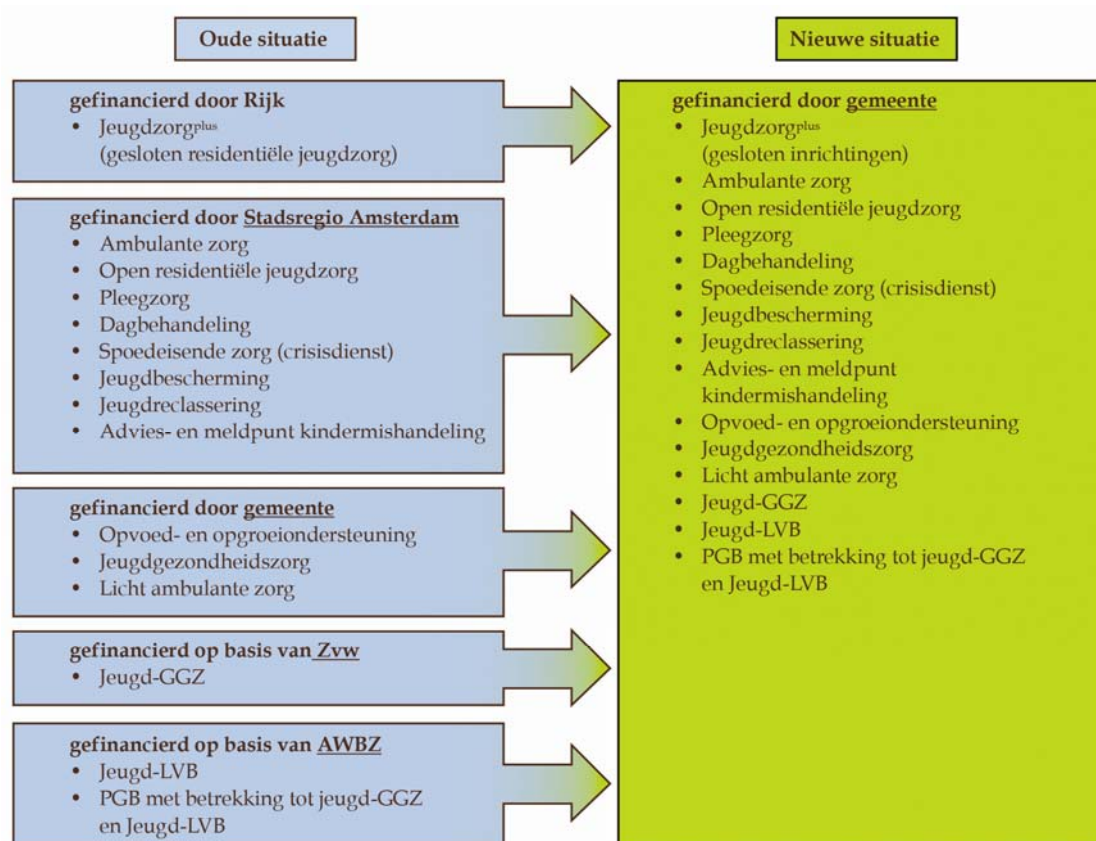 Oude situatie
gefinancierd door Rijk
• Jeugdzorgplus
(gesloten residentiële jeugdzorg)
gefinancierd door Stadsregio Amsterdam
• Ambulante zorg
• Open residentiële jeugdzorg
• Pleegzorg
• Dagbehandeling
• Spoedeisende zorg (crisisdienst)
• Jeugdbescherming
• Jeugdreclassering
• Advies- en meldpunt kindermishandeling
gefinancierd door gemeente
• Opvoed- en opgroeiondersteuning
• Jeugdgezondheidszorg
• Licht ambulante zorg
gefinancierd op basis van Zvw
• Jeugd-GGZ
gefinancierd op basis van AWBZ
• Jeugd-LVB
• PGB met betrekking tot jeugd-GGZ
en Jeugd-LVB
Nieuwe situatie
gefinancierd door gemeente
• Jeugdzorgplus
(gesloten inrichtingen)
• Ambulante zorg
• Open residentiële jeugdzorg
• Pleegzorg
• Dagbehandeling
• Spoedeisende zorg (crisisdienst)
• Jeugdbescherming
• Jeugdreclassering
• Advies- en meldpunt
kindermishandeling
• Opvoed- en opgroeiondersteuning
• Jeugdgezondheidszorg
• Licht ambulante zorg
• Jeugd-GGZ
• Jeugd-LVB
• PGB met betrekking tot jeugd-GGZ
en Jeugd-LVB